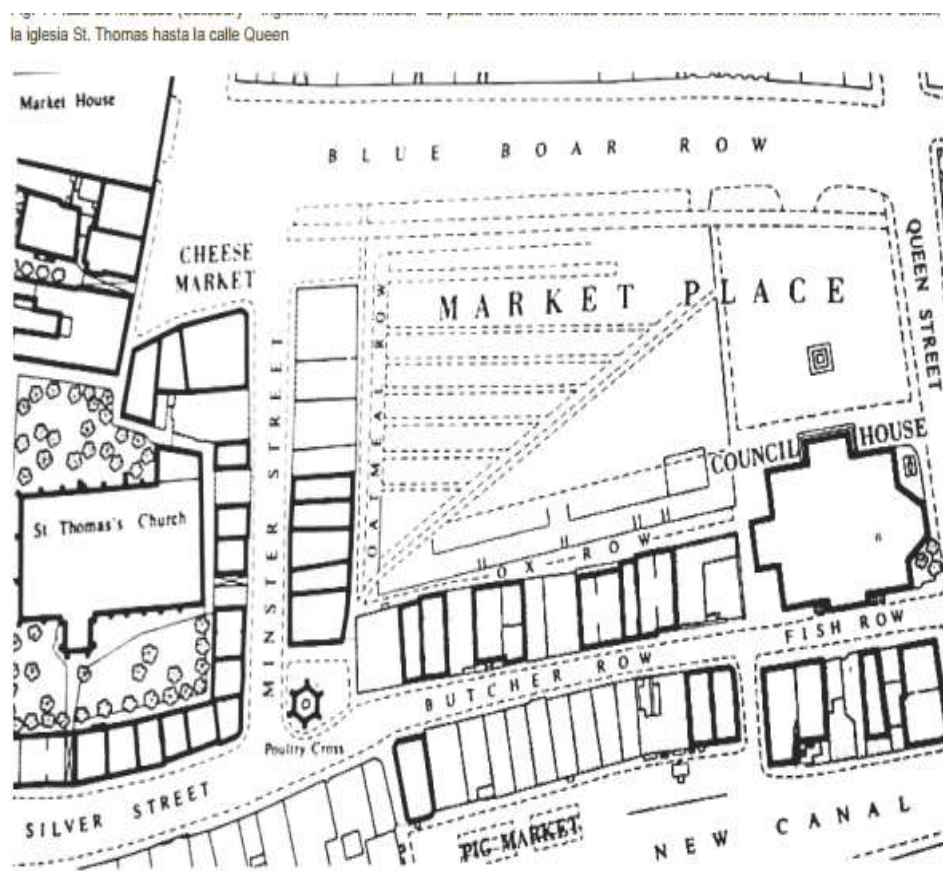 la iglesia St. Thomas hasta la calle Queen
Market House
BLUE BOAR ROW
CHEESE
MARKET
MARKET PLACE
QUEEN STREET
MINSTER STREET
OATMEAL ROW
COUNCIL HOUSE
St Thomas's Church
OX ROW
FISH ROW
BUTCHER ROW
Poultry Cross
SILVER STREET
PIG MARKET
NEW CANAL